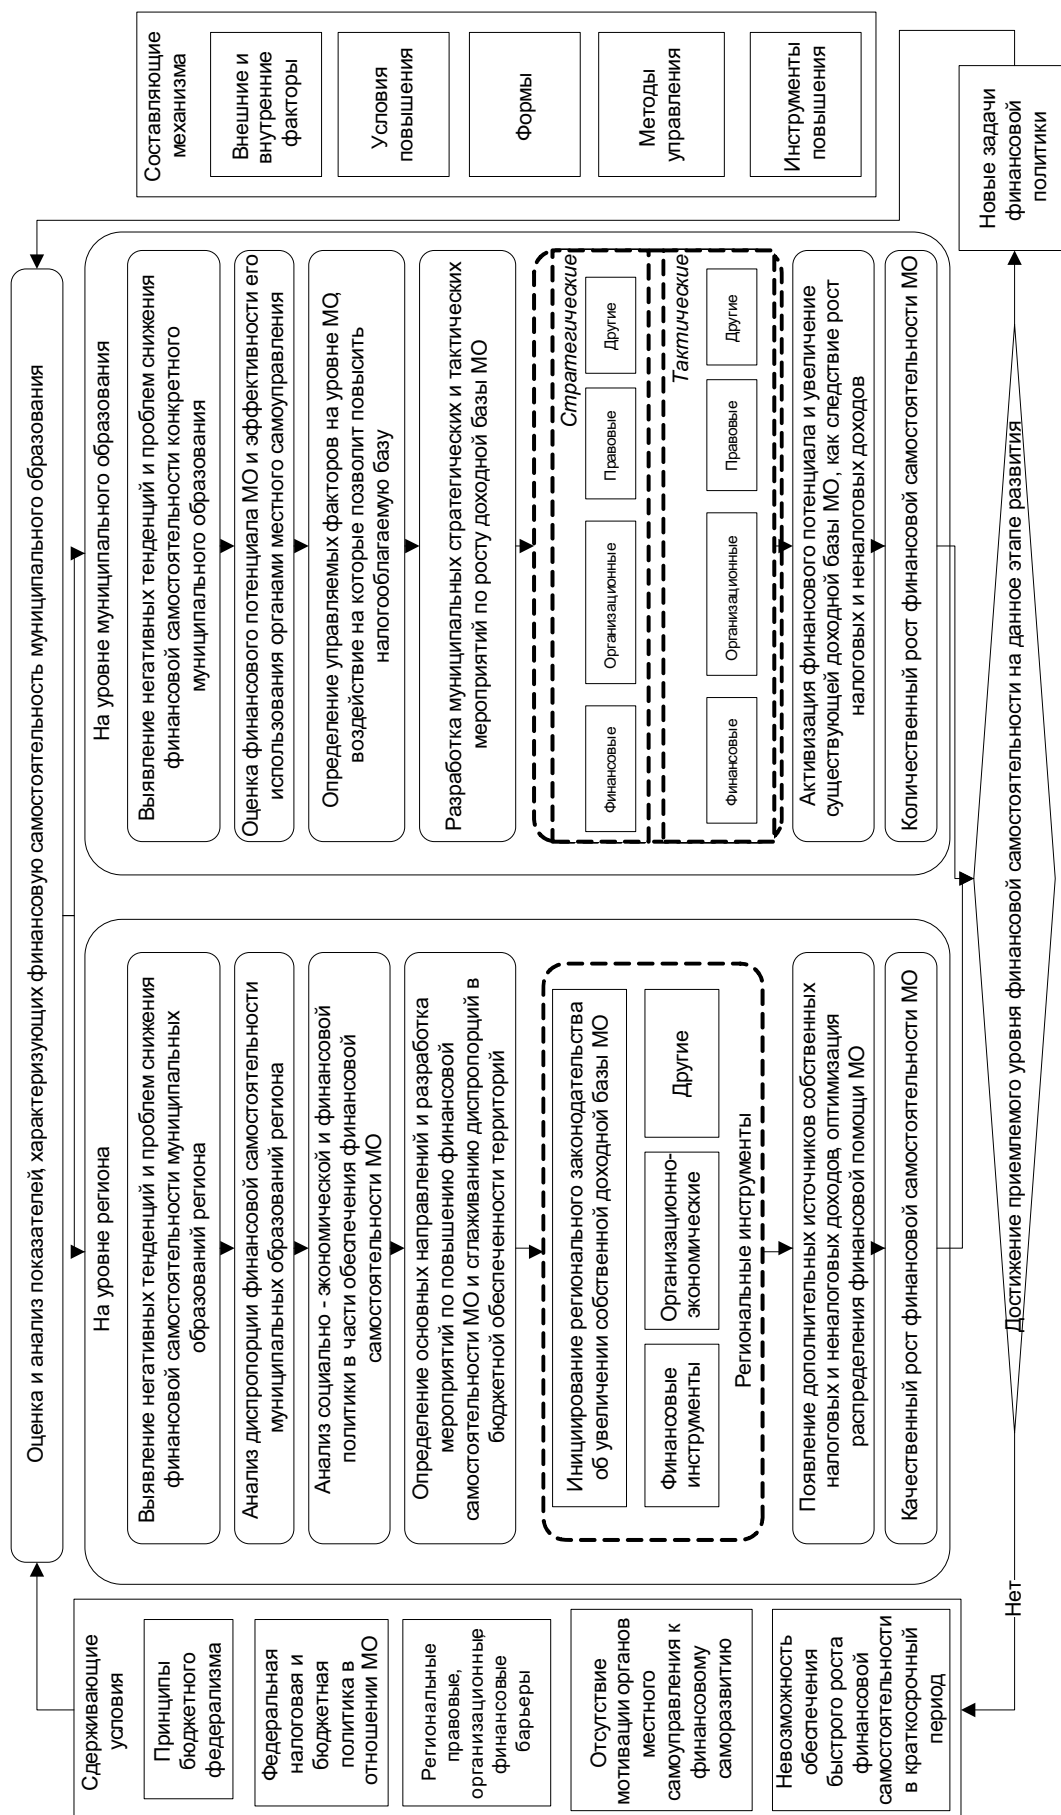 Оценка и анализ показателей, характеризующих финансовую самостоятельность муниципального образования
Сдерживающие
условия
Принципы
бюджетного
федерализма
Федеральная
налоговая и
бюджетная
политика в
отношении МО
Региональные
правовые,
организационные,
финансовые
барьеры
Отсутствие
мотивации органов
местного
самоуправления к
финансовому
саморазвитию
Невозможность
обеспечения
быстрого роста
финансовой
самостоятельности
в краткосрочный
период
На уровне региона
Выявление негативных тенденций и проблем снижения
финансовой самостоятельности муниципальных
образований региона
Анализ диспропорции финансовой самостоятельности
муниципальных образований региона
Анализ социально - экономической и финансовой
политики в части обеспечения финансовой
самостоятельности МО
Определение основных направлений и разработка
мероприятий по повышению финансовой
самостоятельности МО и сглаживанию диспропорций в
бюджетной обеспеченности территорий
Инициирование регионального законодательства
об увеличении собственной доходной базы МО
Финансовые
инструменты
Организационно-
экономические
Другие
Региональные инструменты
Появление дополнительных источников собственных
налоговых и неналоговых доходов, оптимизация
распределения финансовой помощи МО
Качественный рост финансовой самостоятельности МО
На уровне муниципального образования
Выявление негативных тенденций и проблем снижения
финансовой самостоятельности конкретного
муниципального образования
Оценка финансового потенциала МО и эффективности его
использования органами местного самоуправления
Определение управляемых факторов на уровне МО,
воздействие на которые позволит повысить
налогооблагаемую базу
Разработка муниципальных стратегических и тактических
мероприятий по росту доходной базы МО
Стратегические
Финансовые
Организационные
Правовые
Другие
Тактические
Финансовые
Организационные
Правовые
Другие
Активизация финансового потенциала и увеличение
существующей доходной базы МО, как следствие рост
налоговых и неналоговых доходов
Количественный рост финансовой самостоятельности МО
Составляющие
механизма
Внешние и
внутренние
факторы
Условия
повышения
Формы
Методы
управления
Инструменты
повышения
Нет
Достижение приемлемого уровня финансовой самостоятельности на данное этапе развития
Новые задачи
финансовой
политики